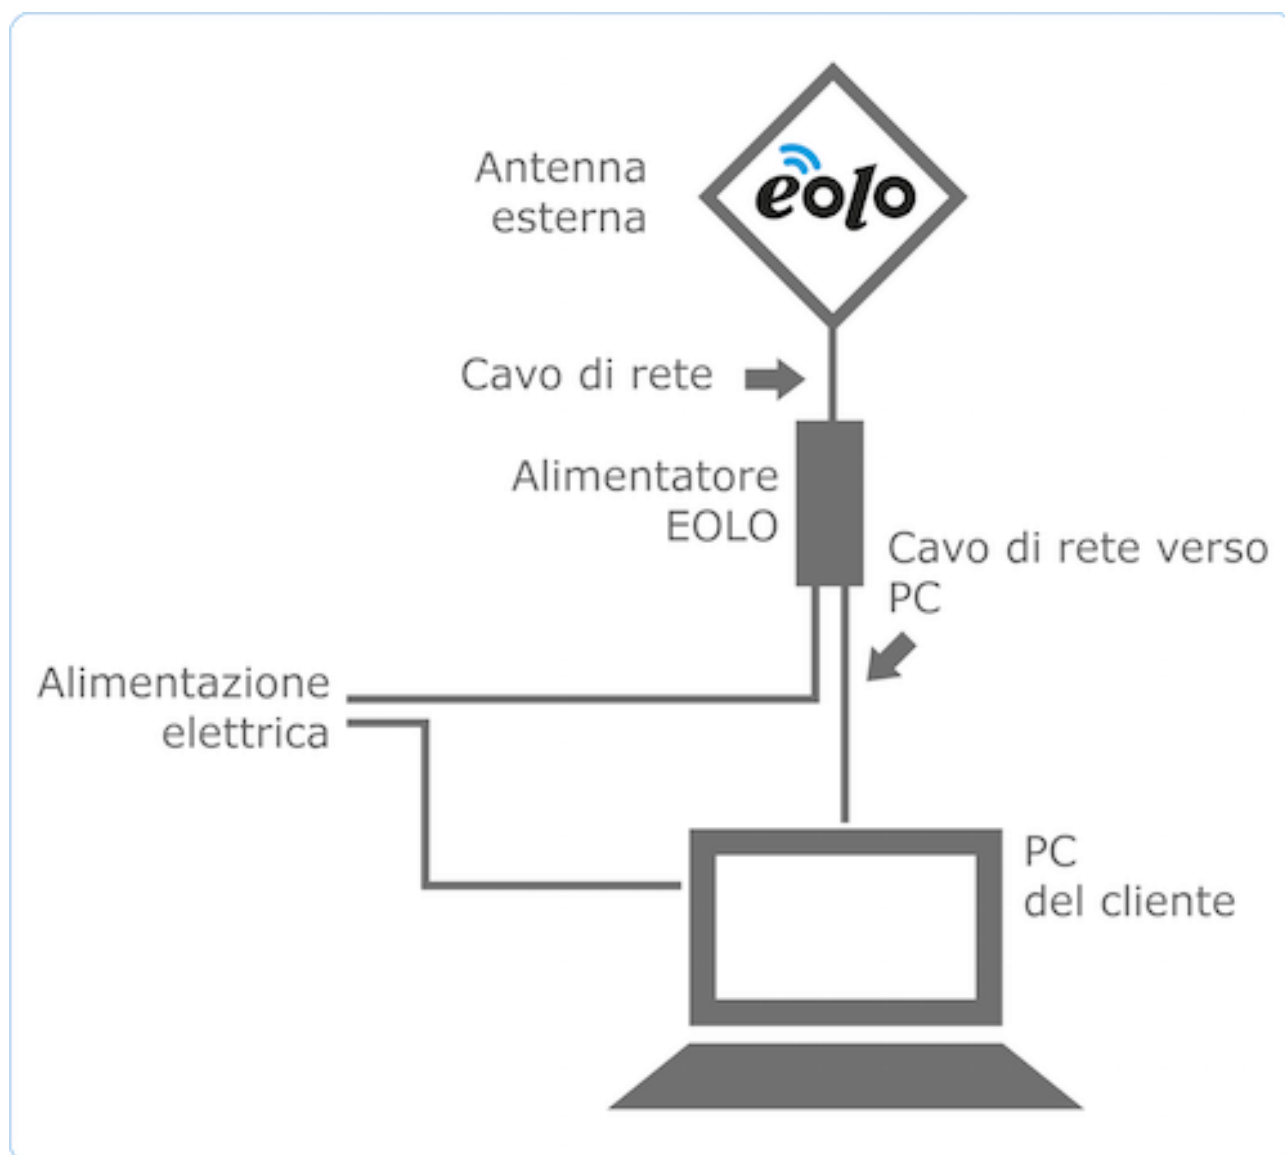 Antenna
esterna
eolo
Cavo di rete
Alimentatore
EOLO
Cavo di rete verso
PC
Alimentazione
elettrica
PC
del cliente